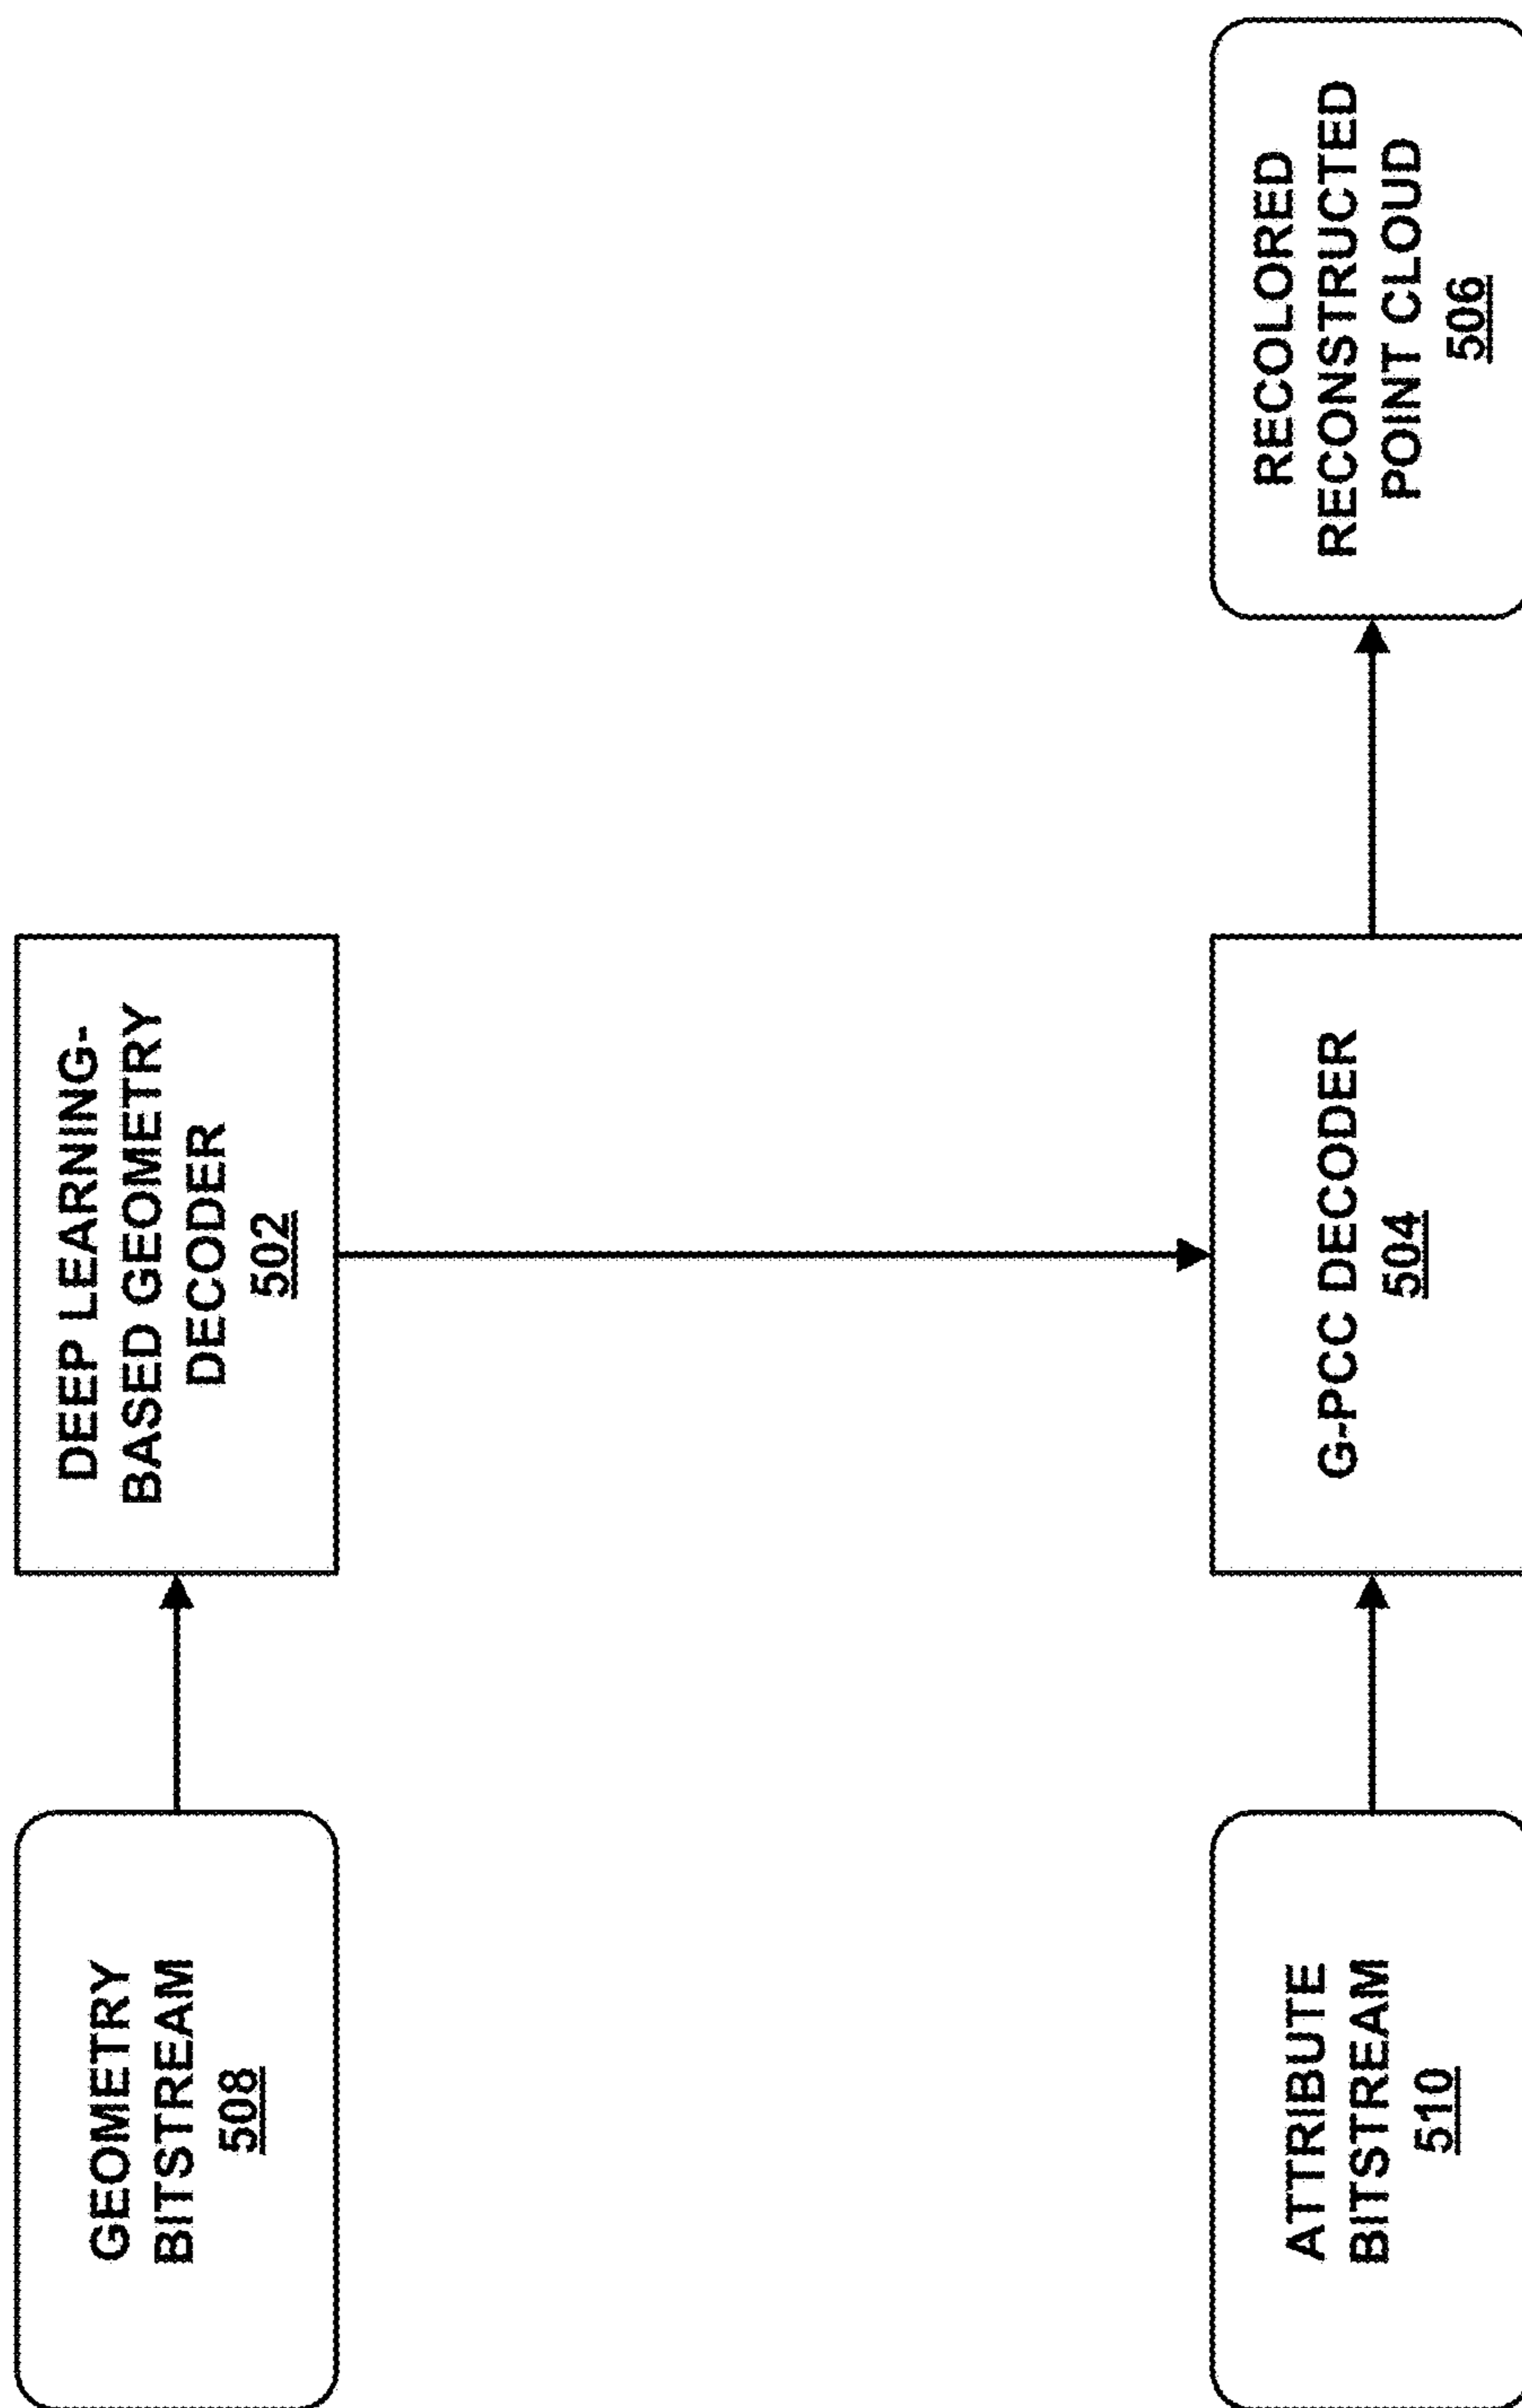 GEOMETRY
BITSTREAM
508
DEEP LEARNING-
BASED GEOMETRY
DECODER
502
ATTRIBUTE
BITSTREAM
510
G-PCC DECODER
504
RECOLORED
RECONSTRUCTED
POINT CLOUD
506